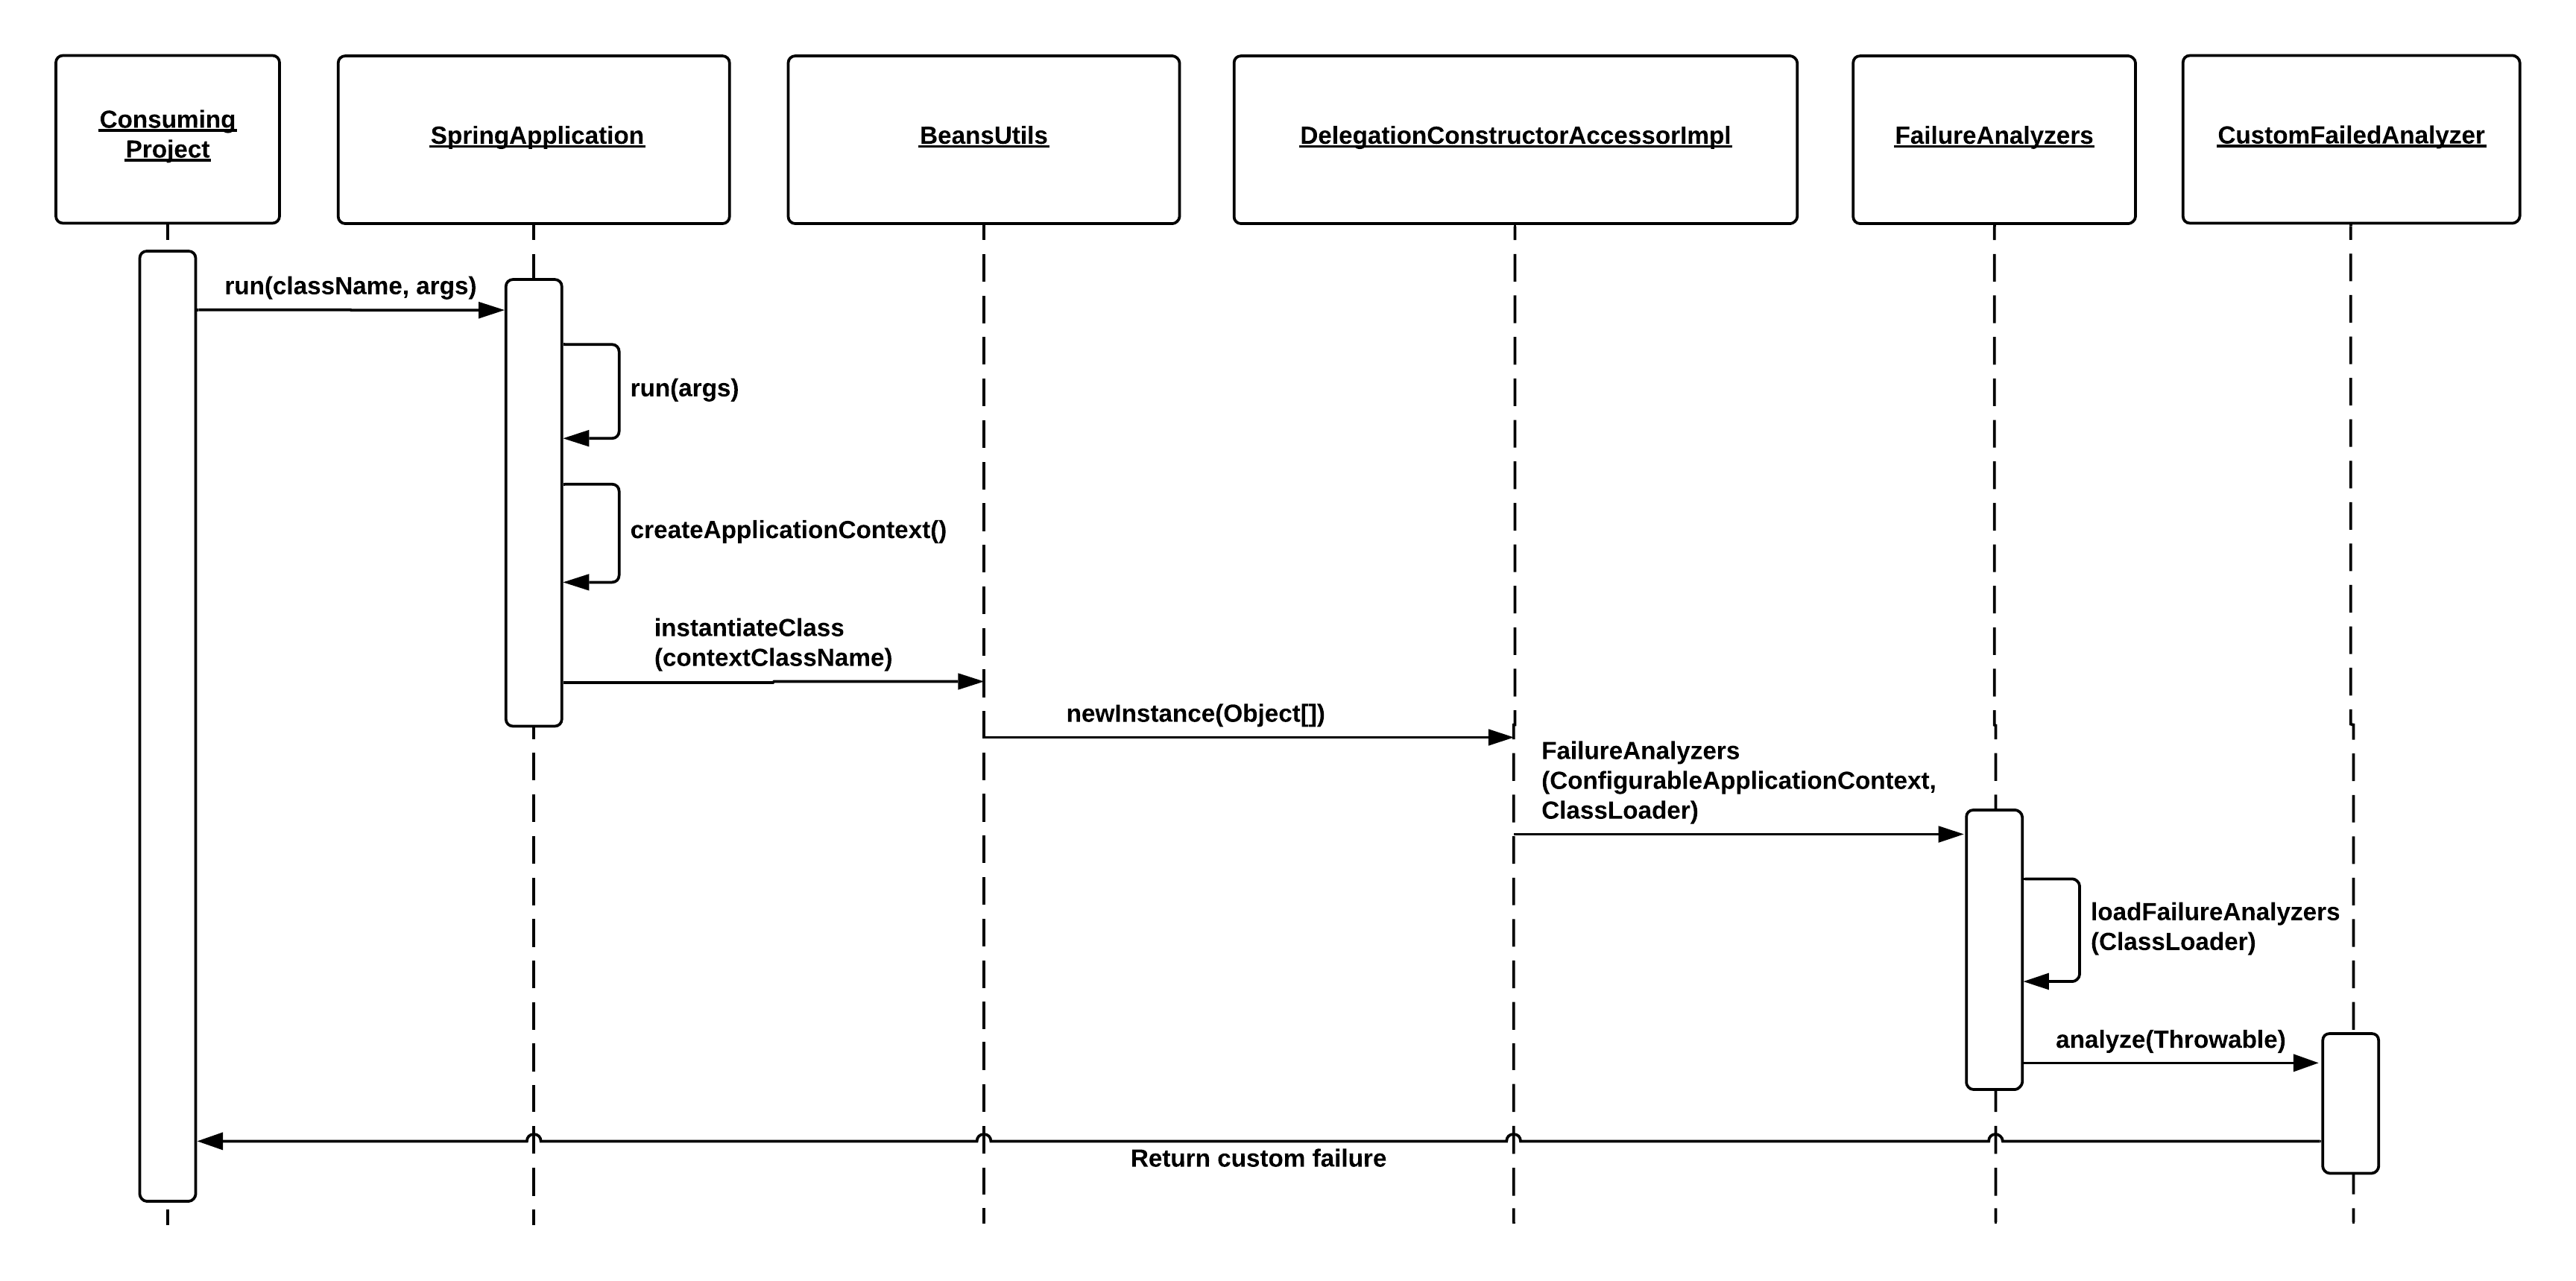 Consuming
Project
SpringApplication
BeansUtils
DelegationConstructorAccessorImpl
FailureAnalyzers
CustomFailedAnalyzer
run(className, args)
run(args)
createApplicationContext()
instantiateClass
(contextClassName)
newInstance(Object[])
FailureAnalyzers
(ConfigurableApplicationContext,
ClassLoader)
loadFailureAnalyzers
(ClassLoader)
analyze(Throwable)
Return custom failure